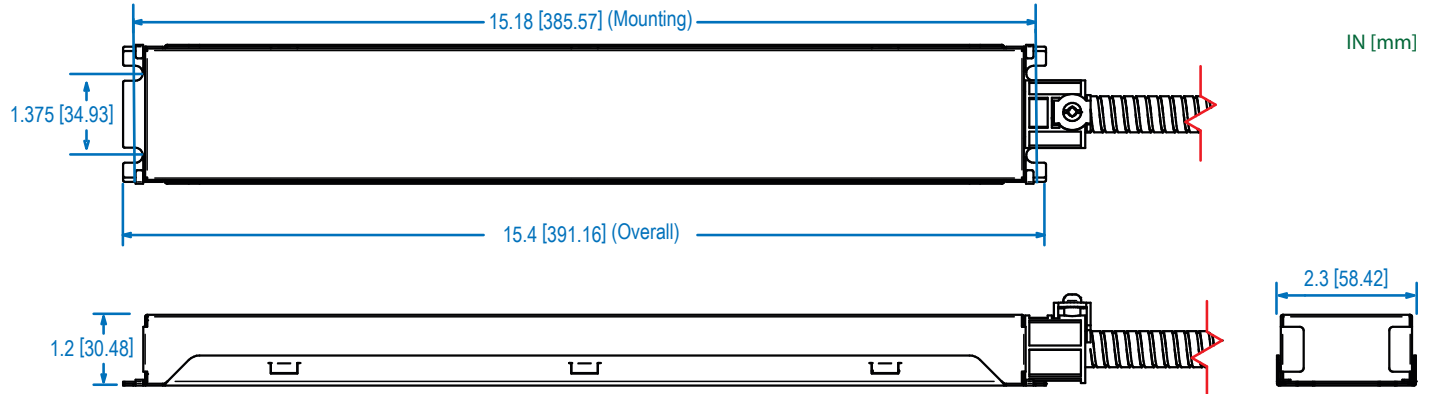 15.18 [385.57] (Mounting)
IN [mm]
1.375 [34.93]
15.4 [391.16] (Overall)
2.3 [58.42]
1.2 [30.48]